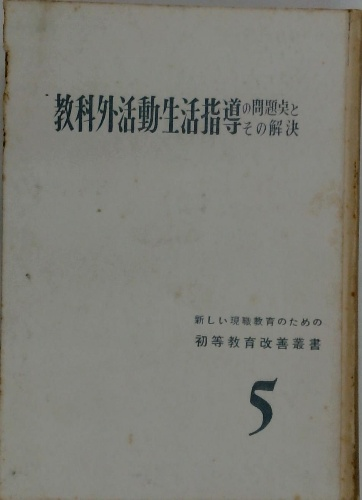 教科外活動・生活指導の問題点と
その解決
新しい現職教育のための
初等教育改善叢書
5